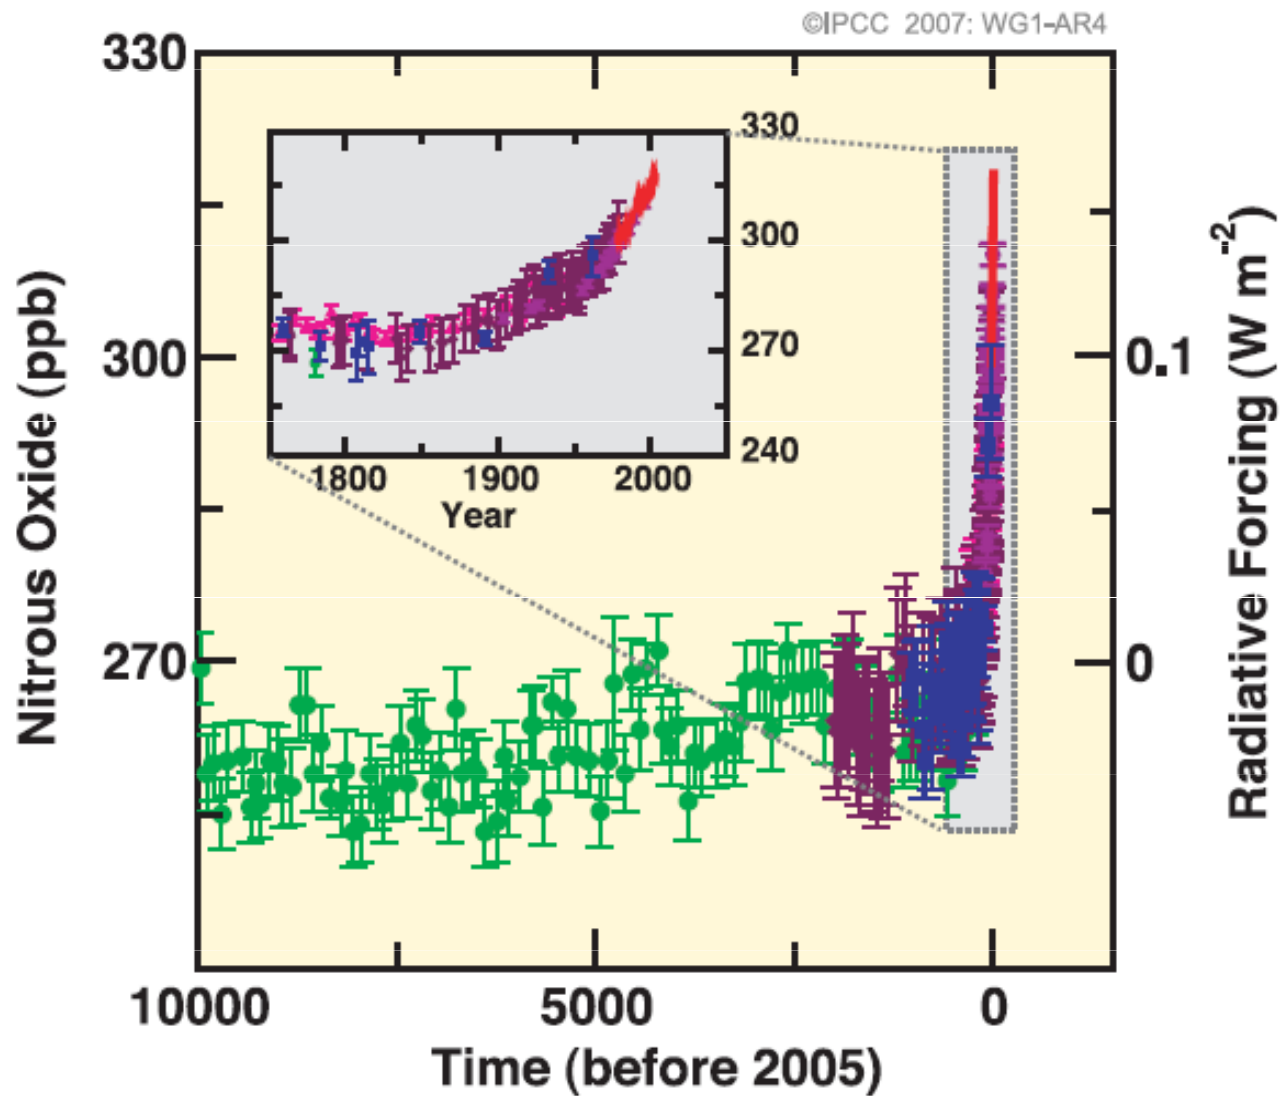 ©IPCC 2007: WG1-AR4
330
300
270
Nitrous Oxide (ppb)
330
300
270
240
1800 1900 2000
Year
0.1
0
Radiative Forcing (W m-2)
10000 5000 0
Time (before 2005)